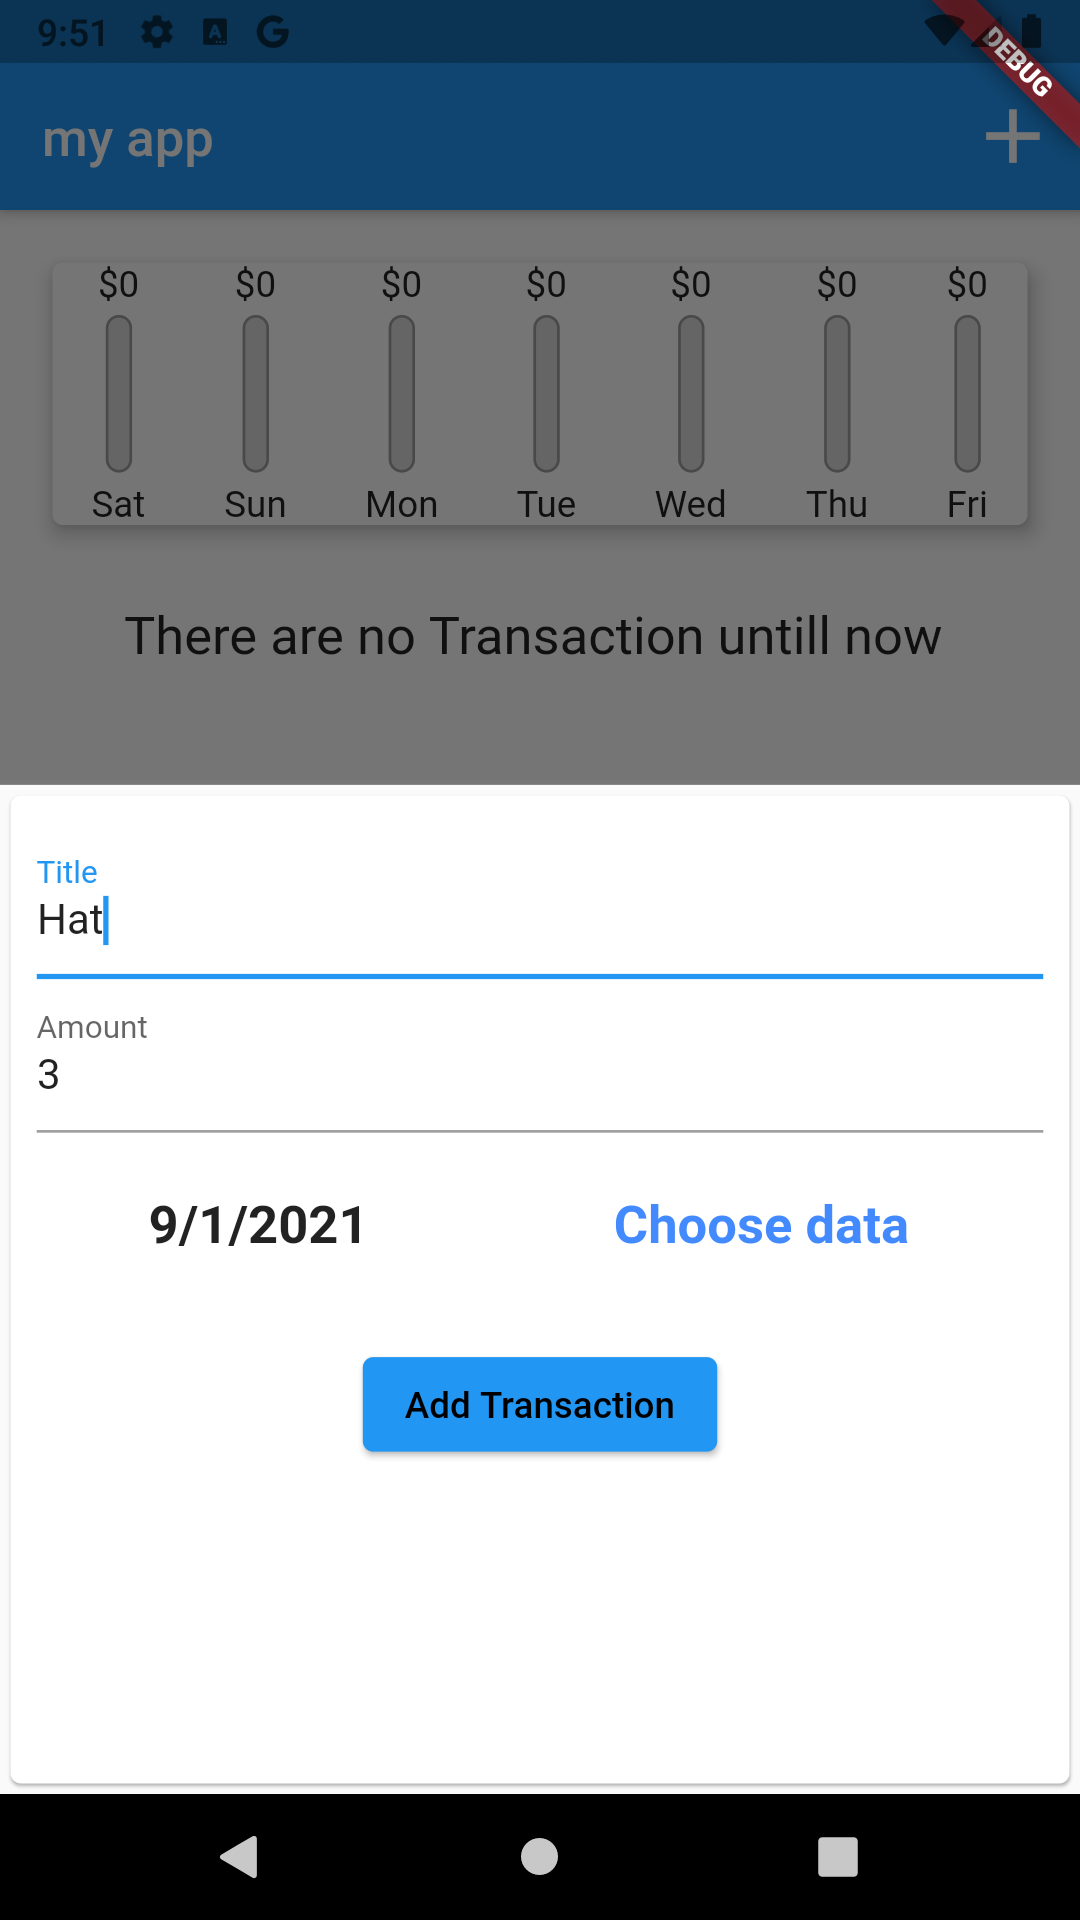 9:51
DEBUG
my app
$0 $0 $0 $0 $0 $0 $0
Sat Sun Mon Tue Wed Thu Fri
There are no Transaction untill now
Title
Hat
Amount
3
9/1/2021 Choose data
Add Transaction